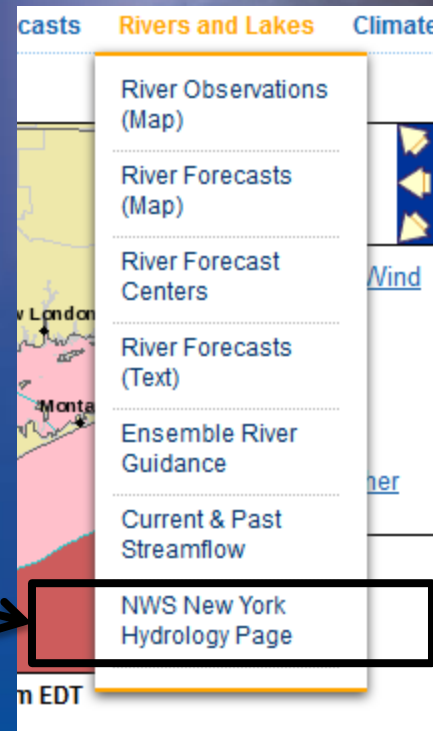 casts Rivers and Lakes Climate
River Observations
(Map)
River Forecasts
(Map)
River Forecast
Centers
Wind
London
River Forecasts
(Text)
Monta
Ensemble River
Guidance
her
Current & Past
Streamflow
NWS New York
Hydrology Page
m EDT